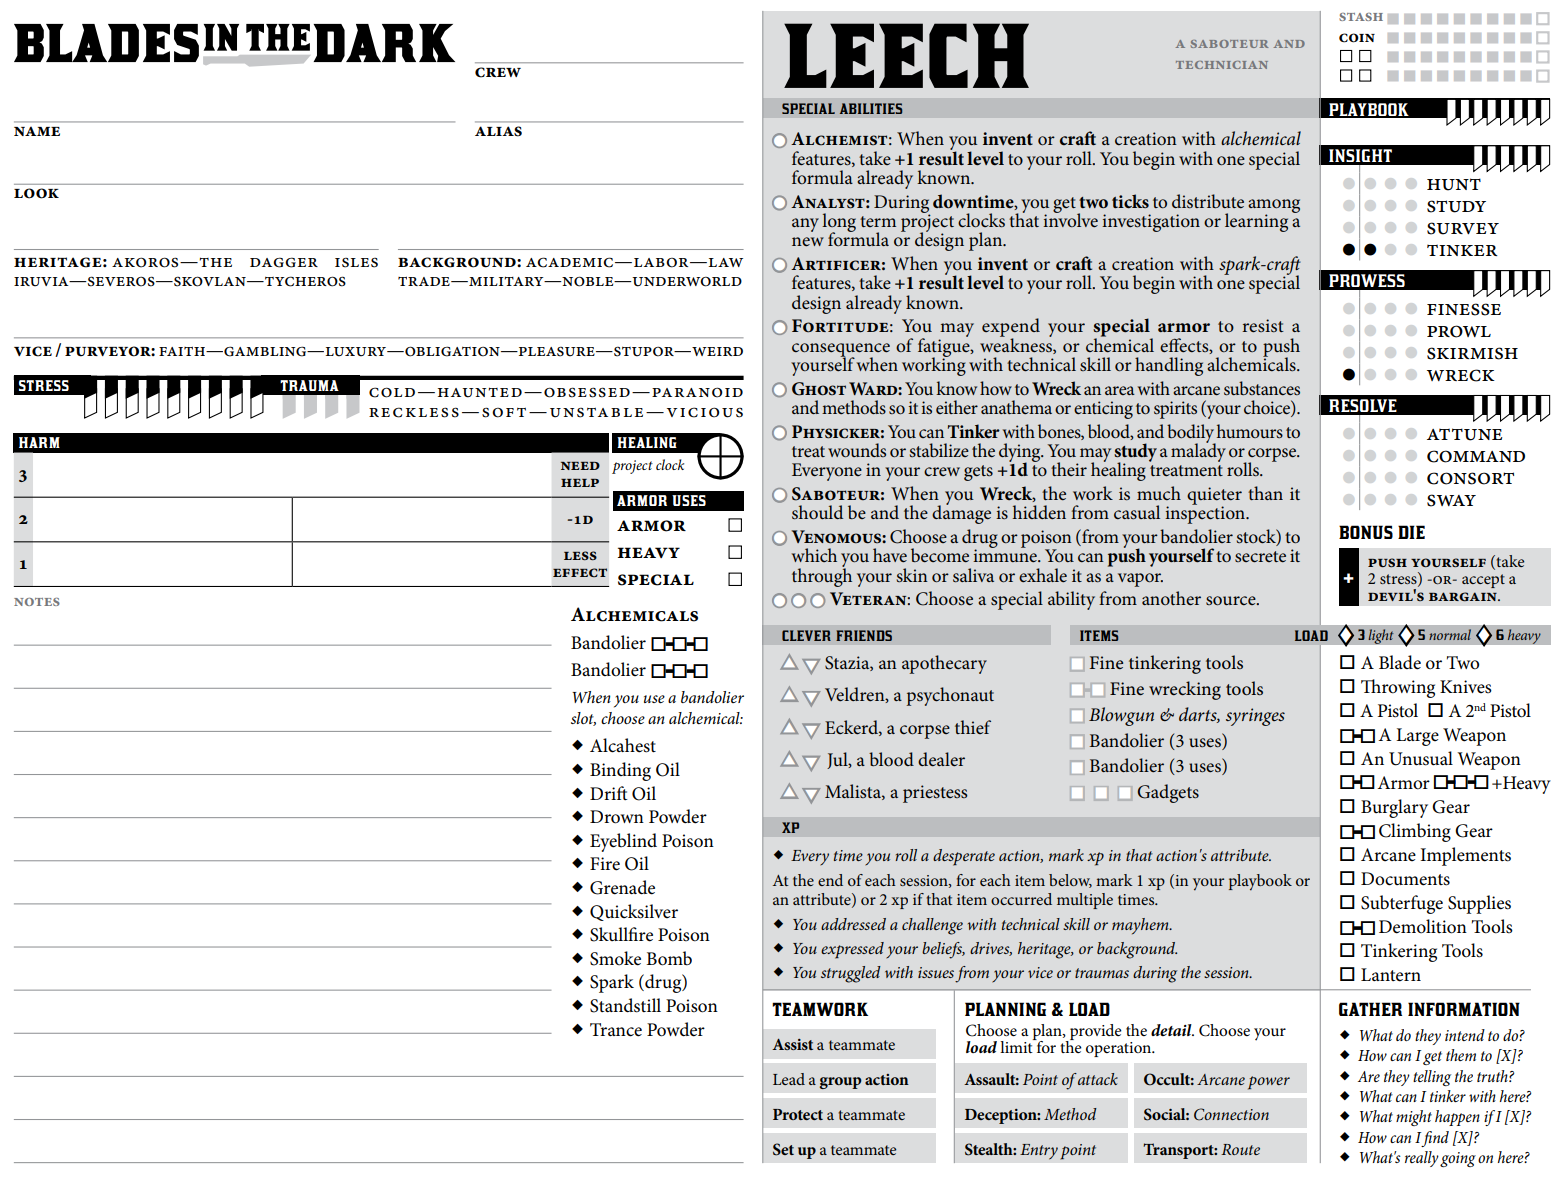 BLADES IN THE DARK
CREW
NAME
ALIAS
LOOK
HERITAGE: AKOROS—THE DAGGER ISLES
IRUVIA—SEVEROS—SKOVLAN—TYCHEROS
BACKGROUND: ACADEMIC—LABOR—LAW
TRADE—MILITARY—NOBLE—UNDERWORLD
VICE / PURVEYOR: FAITH—GAMBLING—LUXURY—OBLIGATION—PLEASURE—STUPOR—WEIRD
STRESS
TRAUMA
COLD—HAUNTED—OBSESSED—PARANOID
RECKLESS—SOFT—UNSTABLE—VICIOUS
HARM
3
NEED
HELP
2
-1D
1
LESS
EFFECT
HEALING
project clock
ARMOR USES
ARMOR
HEAVY
SPECIAL
NOTES
ALCHEMICALS
Bandolier
Bandolier
When you use a bandolier
slot, choose an alchemical:
◆ Alcahest
◆ Binding Oil
◆ Drift Oil
◆ Drown Powder
◆ Eyeblind Poison
◆ Fire Oil
◆ Grenade
◆ Quicksilver
◆ Skullfire Poison
◆ Smoke Bomb
◆ Spark (drug)
◆ Standstill Poison
◆ Trance Powder
LEECH
A SABOTEUR AND
TECHNICIAN
SPECIAL ABILITIES
ALCHEMIST: When you invent or craft a creation with alchemical
features, take +1 result level to your roll. You begin with one special
formula already known.
ANALYST: During downtime, you get two ticks to distribute among
any long term project clocks that involve investigation or learning a
new formula or design plan.
ARTIFICER: When you invent or craft a creation with spark-craft
features, take +1 result level to your roll. You begin with one special
design already known.
FORTITUDE: You may expend your special armor to resist a
consequence of fatigue, weakness, or chemical effects, or to push
yourself when working with technical skill or handling alchemicals.
GHOST WARD: You know how to Wreck an area with arcane substances
and methods so it is either anathema or enticing to spirits (your choice).
PHYSICKER: You can Tinker with bones, blood, and bodily humours to
treat wounds or stabilize the dying. You may study a malady or corpse.
Everyone in your crew gets +1d to their healing treatment rolls.
SABOTEUR: When you Wreck, the work is much quieter than it
should be and the damage is hidden from casual inspection.
VENOMOUS: Choose a drug or poison (from your bandolier stock) to
which you have become immune. You can push yourself to secrete it
through your skin or saliva or exhale it as a vapor.
VETERAN: Choose a special ability from another source.
CLEVER FRIENDS
Stazia, an apothecary
Veldren, a psychonaut
Eckerd, a corpse thief
Jul, a blood dealer
Malista, a priestess
ITEMS
Fine tinkering tools
Fine wrecking tools
Blowgun & darts, syringes
Bandolier (3 uses)
Bandolier (3 uses)
Gadgets
XP
◆ Every time you roll a desperate action, mark xp in that action's attribute.
At the end of each session, for each item below, mark 1 xp (in your playbook or
an attribute) or 2 xp if that item occurred multiple times.
◆ You addressed a challenge with technical skill or mayhem.
◆ You expressed your beliefs, drives, heritage, or background.
◆ You struggled with issues from your vice or traumas during the session.
TEAMWORK
Assist a teammate
Lead a group action
Protect a teammate
Set up a teammate
PLANNING & LOAD
Choose a plan, provide the detail. Choose your
load limit for the operation.
Assault: Point of attack
Occult: Arcane power
Deception: Method
Social: Connection
Stealth: Entry point
Transport: Route
STASH
COIN
PLAYBOOK
INSIGHT
HUNT
STUDY
SURVEY
TINKER
PROWESS
FINESSE
PROWL
SKIRMISH
WRECK
RESOLVE
ATTUNE
COMMAND
CONSORT
SWAY
BONUS DIE
+
PUSH YOURSELF (take
2 stress) -OR- accept a
DEVIL'S BARGAIN.
LOAD 3 light 5 normal 6 heavy
A Blade or Two
Throwing Knives
A Pistol A 2nd Pistol
A Large Weapon
An Unusual Weapon
Armor +Heavy
Burglary Gear
Climbing Gear
Arcane Implements
Documents
Subterfuge Supplies
Demolition Tools
Tinkering Tools
Lantern
GATHER INFORMATION
◆ What do they intend to do?
◆ How can I get them to [X]?
◆ Are they telling the truth?
◆ What can I tinker with here?
◆ What might happen if I [X]?
◆ How can I find [X]?
◆ What's really going on here?